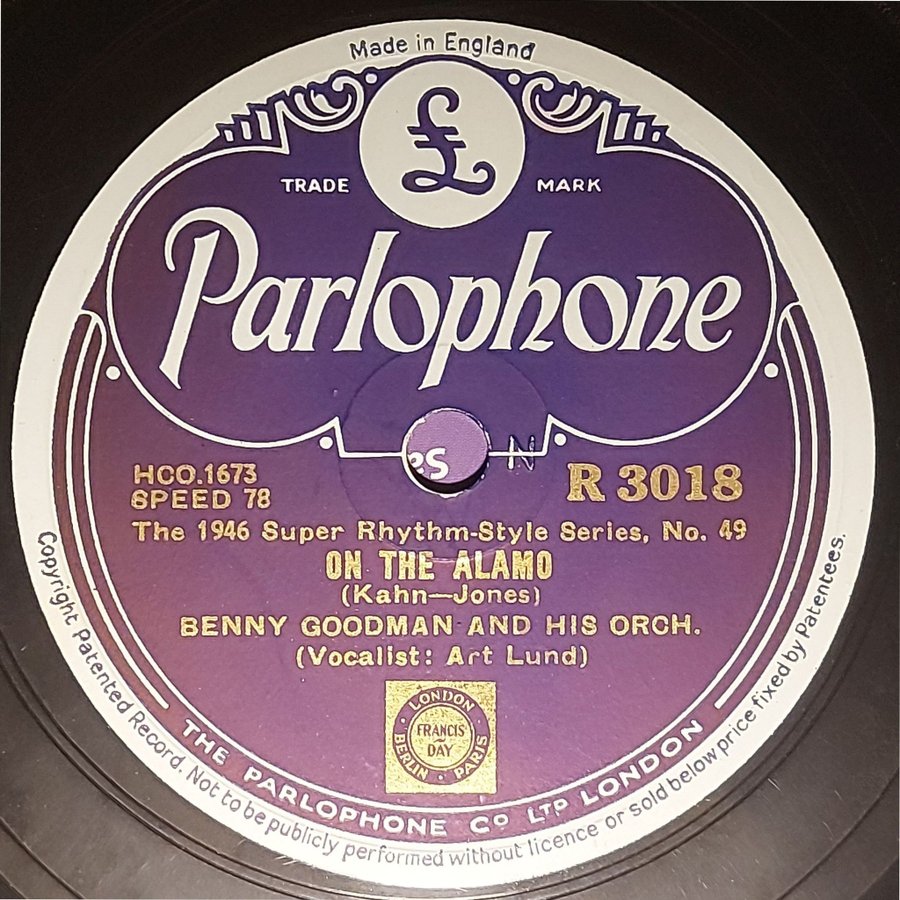 Made in England
£
TRADE MARK
Parlophone
es N
HCO.1673
R 3018
SPEED 78
The 1946 Super Rhythm-Style Series, No. 49
ON THE ALAMO
(Kahn—Jones)
BENNY GOODMAN AND HIS ORCH.
(Vocalist: Art Lund)
LONDON
FRANCIS
DAY
BERLIN · PARIS
THE PARLOPHONE Cº LTD LONDON
Copyright Patented Record. Not to be publicly performed without licence or sold below price fixed by Patentees.